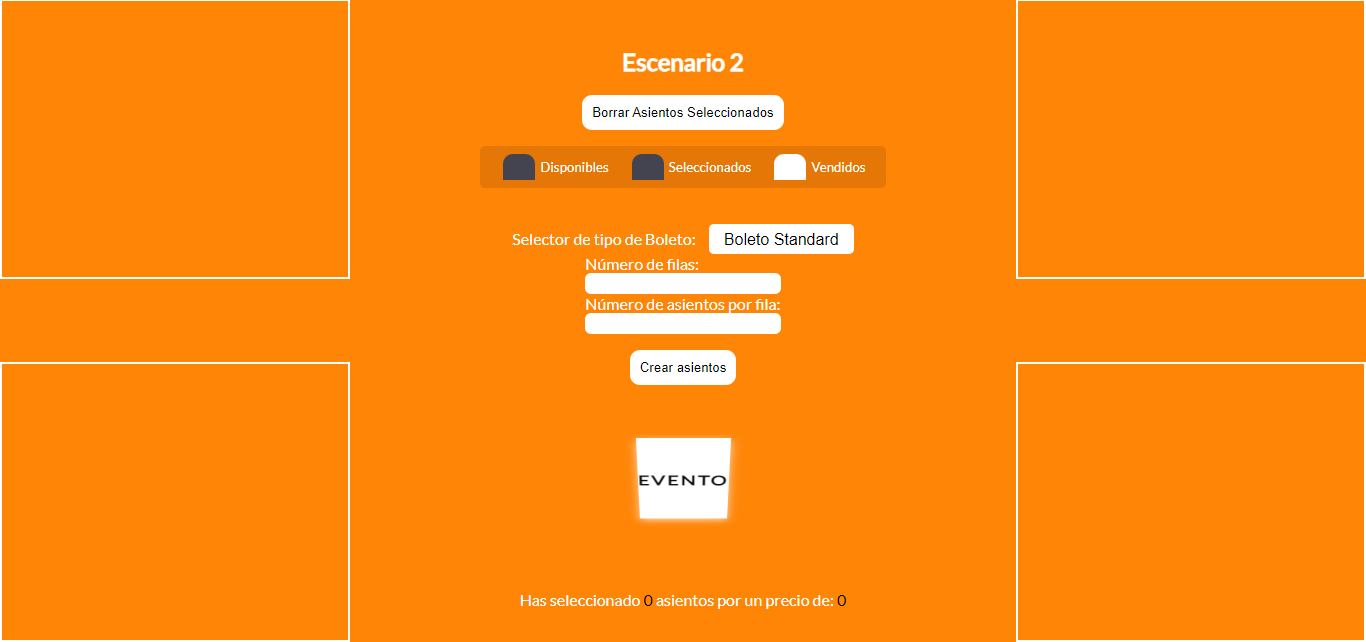 Escenario 2
Borrar Asientos Seleccionados
Disponibles Seleccionados Vendidos
Selector de tipo de Boleto: Boleto Standard
Número de filas:
Número de asientos por fila:
Crear asientos
EVENTO
Has seleccionado 0 asientos por un precio de: 0